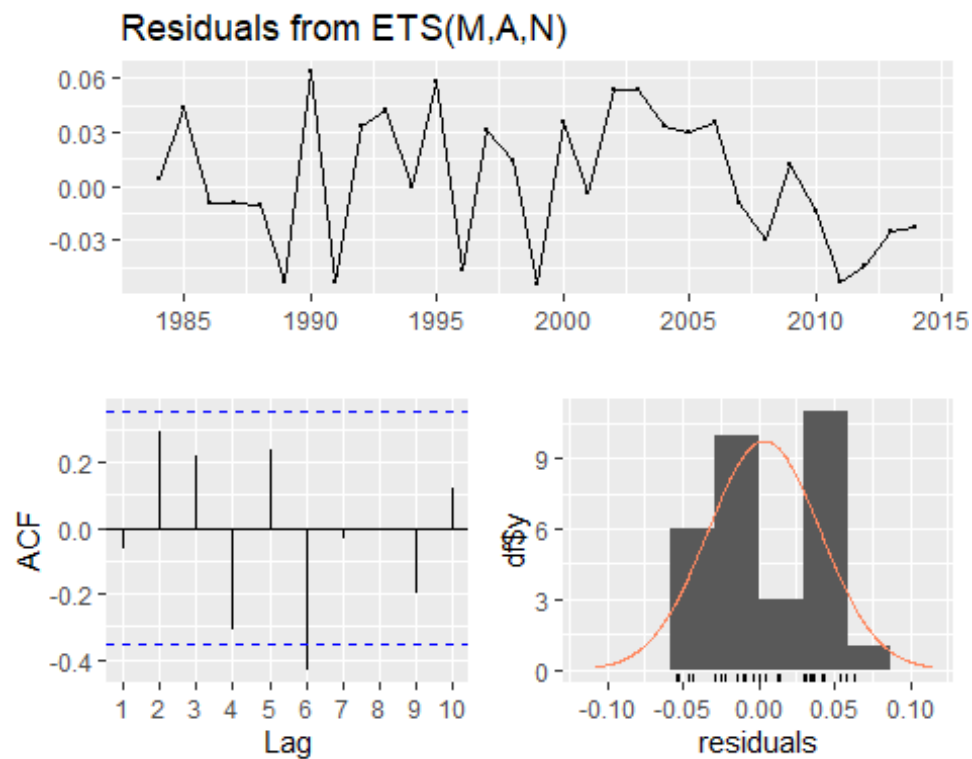 Residuals from ETS(M,A,N)
0.06
0.03
0.00
-0.03
1985 1990 1995 2000 2005 2010 2015
ACF
0.2
0.0
-0.2
-0.4
1 2 3 4 5 6 7 8 9 10
Lag
df$y
9
6
3
0
-0.10 -0.05 0.00 0.05 0.10
residuals